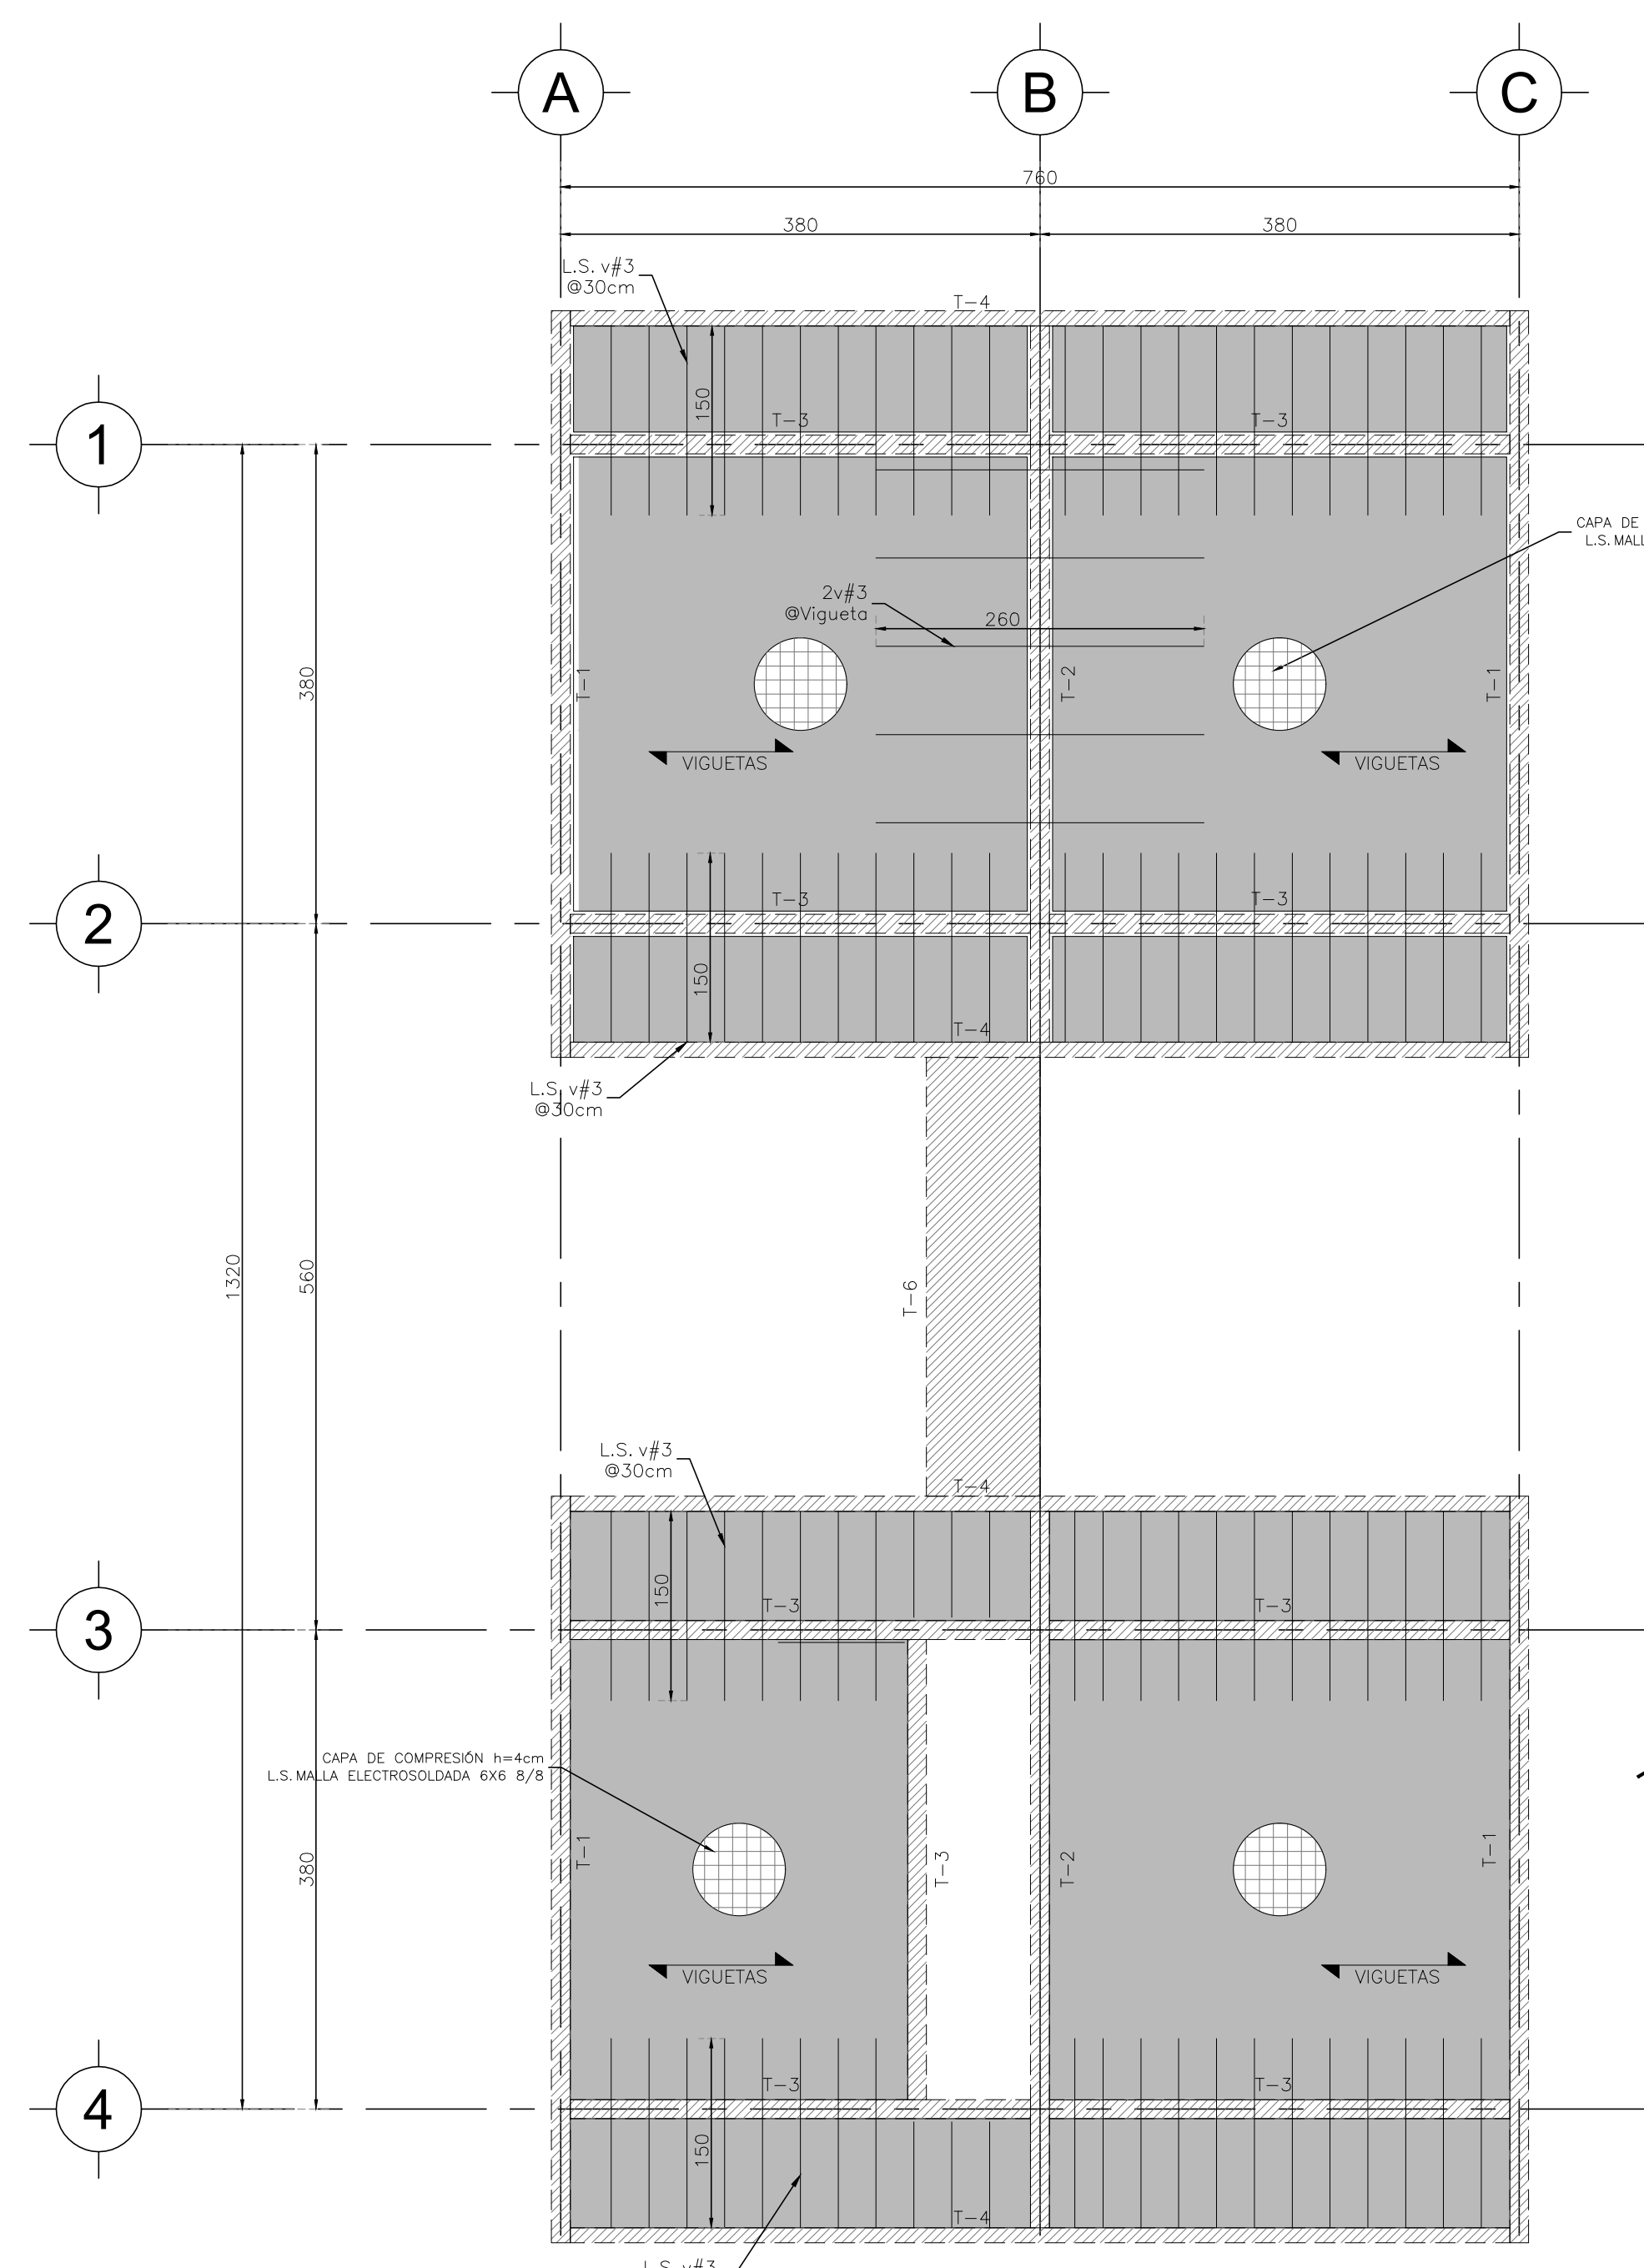 A
B
C
760
380
380
L.S. v#3
@30cm
T-4
150
T-3
T-3
1
CAPA DE
L.S. MALL
2v#3
@Vigueta
260
380
T-1
T-2
T-1
VIGUETAS
VIGUETAS
T-3
T-3
2
150
T-4
L.S. v#3
@30cm
1320
560
T-6
L.S. v#3
@30cm
T-4
150
T-3
T-3
3
CAPA DE COMPRESIÓN h=4cm
L.S. MALLA ELECTROSOLDADA 6X6 8/8
380
T-1
T-3
T-2
T-1
VIGUETAS
VIGUETAS
T-3
T-3
4
150
T-4
L.S. v#3